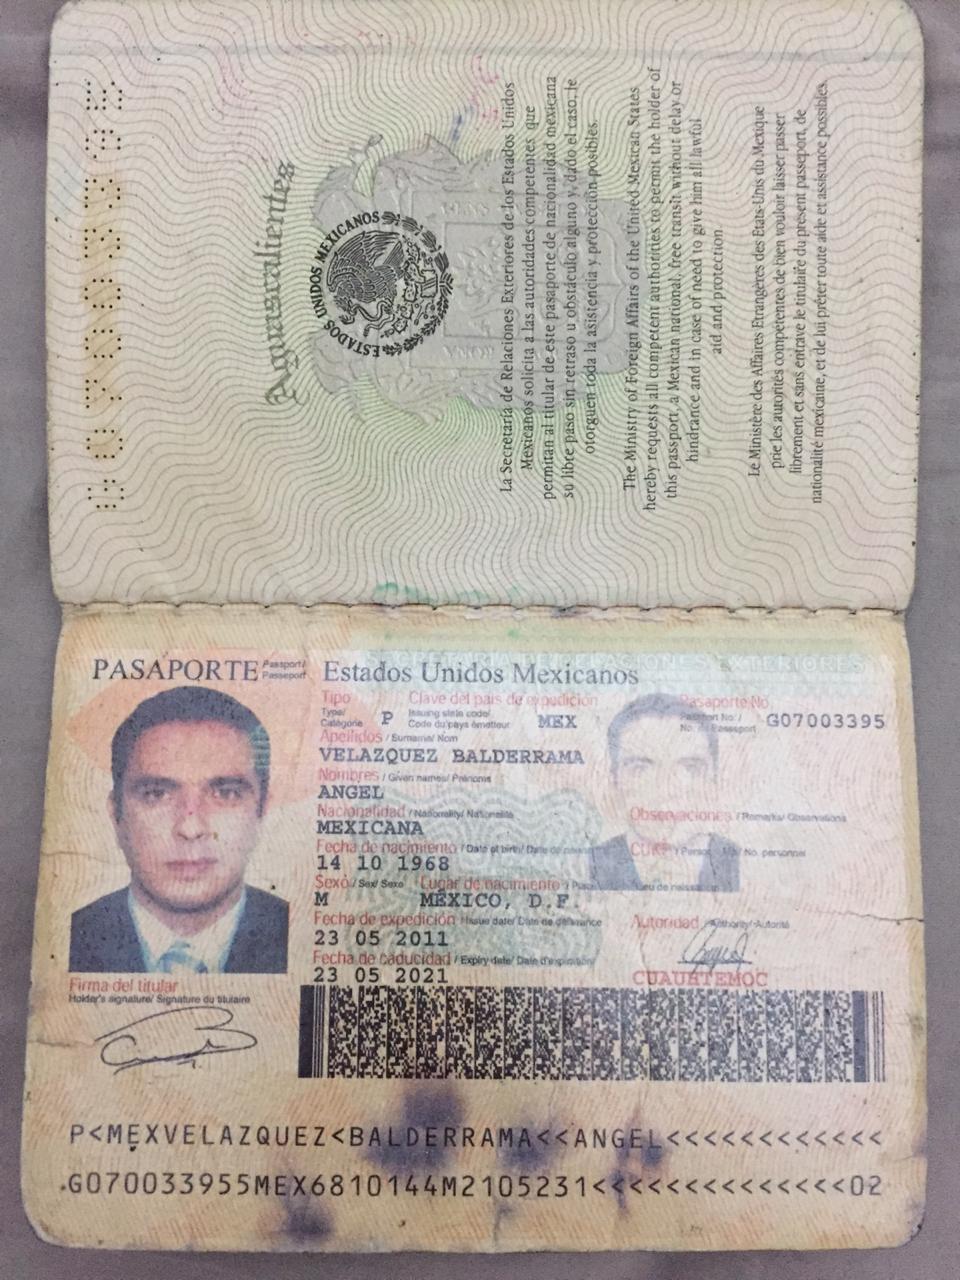 Aguascalientes
ESTADOS UNIDOS MEXICANOS
La Secretaría de Relaciones Exteriores de los Estados Unidos
Mexicanos solicita a las autoridades competentes que
permitan al titular de este pasaporte de nacionalidad mexicana
su libre paso sin retraso u obstáculo alguno y, dado el caso, le
otorguen toda la asistencia y protección posibles.
The Ministry of Foreign Affairs of the United Mexican States
hereby requests all competent authorities to permit the holder of
this passport, a Mexican national, free transit without delay or
hindrance and in case of need to give him all lawful
aid and protection.
Le Ministère des Affaires Etrangères des Etats-Unis du Mexique
prie les autorités compétentes de bien vouloir laisser passer
librement et sans entrave le titulaire du présent passeport, de
nationalité mexicaine, et de lui prêter toute aide et assistance possibles.
PASAPORTE Passport/ Passeport
Estados Unidos Mexicanos
Tipo Clave del país de expedición Pasaporte No.
Type/ Catégorie P Issuing state code/ Code du pays émetteur MEX Passport No./ No. du Passeport G07003395
Apellidos / Surname/ Nom
VELAZQUEZ BALDERRAMA
Nombres / Given names/ Prénoms
ANGEL
Nacionalidad / Nationality/ Nationalité Observaciones / Remarks/ Observations
MEXICANA
Fecha de nacimiento / Date of birth/ Date de CURP / No. personnel
14 10 1968
Sexo / Sex/ Sexe Lugar de nacimiento / Lieu de naissance
M MÉXICO, D.F.
Fecha de expedición / Issue date/ Date de délivrance Autoridad / Authority/ Autorité
23 05 2011
Fecha de caducidad / Expiry date/ Date d'expiration
23 05 2021 CUAUHTEMOC
Firma del titular
Holder's signature/ Signature du titulaire
P<MEXVELAZQUEZ<BALDERRAMA<<ANGEL<<<<<<<<<<<<
G070033955MEX6810144M2105231<<<<<<<<<<<<<<02